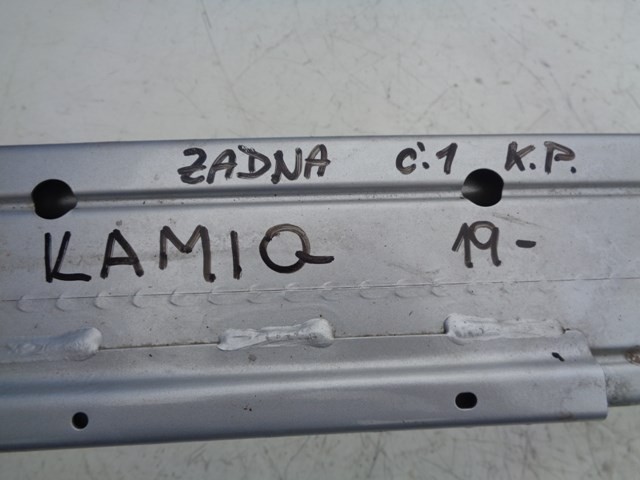 ZADNA č.1 K.P.
KAMIQ 19-